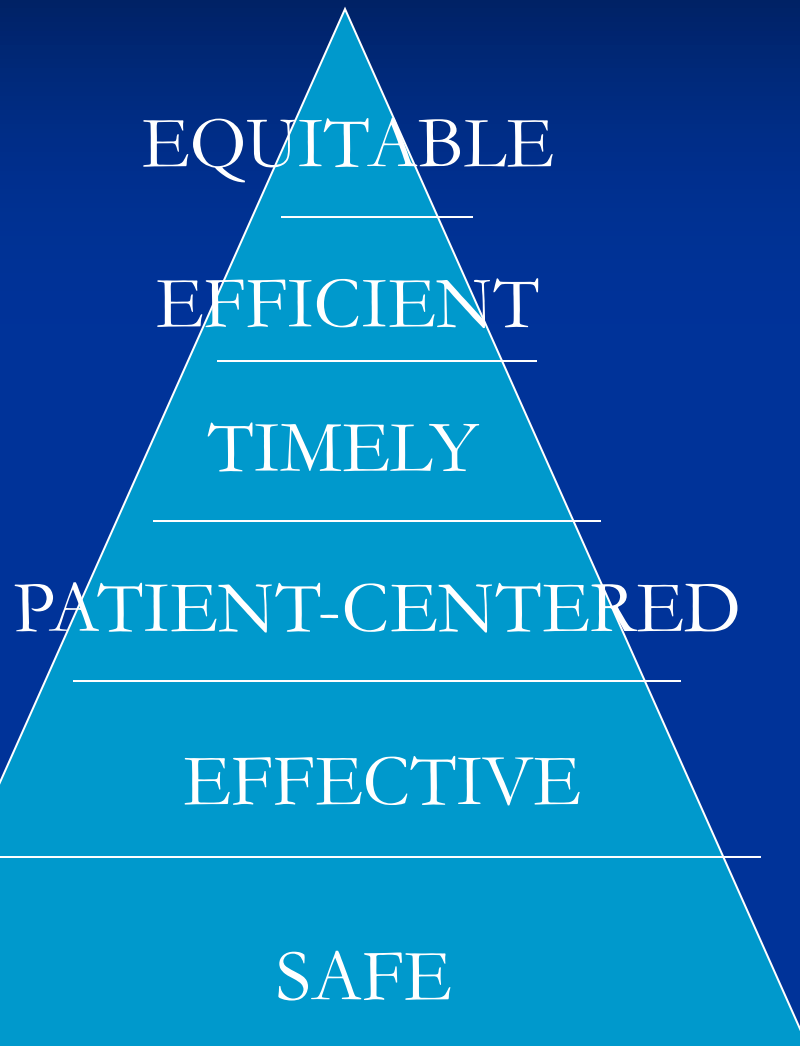 EQUITABLE
EFFICIENT
TIMELY
PATIENT-CENTERED
EFFECTIVE
SAFE